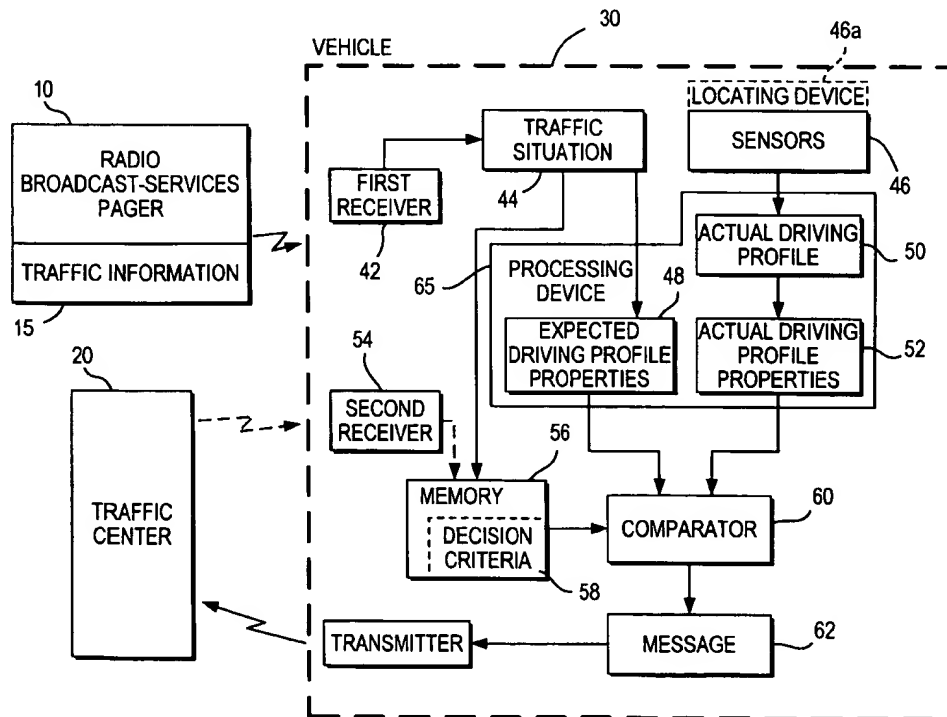 VEHICLE
30
46a
10
RADIO
BROADCAST-SERVICES
PAGER
TRAFFIC INFORMATION
15
TRAFFIC
SITUATION
44
LOCATING DEVICE
SENSORS
46
FIRST
RECEIVER
42
65
PROCESSING
DEVICE
48
EXPECTED
DRIVING PROFILE
PROPERTIES
ACTUAL DRIVING
PROFILE
50
ACTUAL DRIVING
PROFILE
PROPERTIES
52
20
TRAFFIC
CENTER
54
SECOND
RECEIVER
56
MEMORY
DECISION
CRITERIA
58
COMPARATOR
60
TRANSMITTER
MESSAGE
62